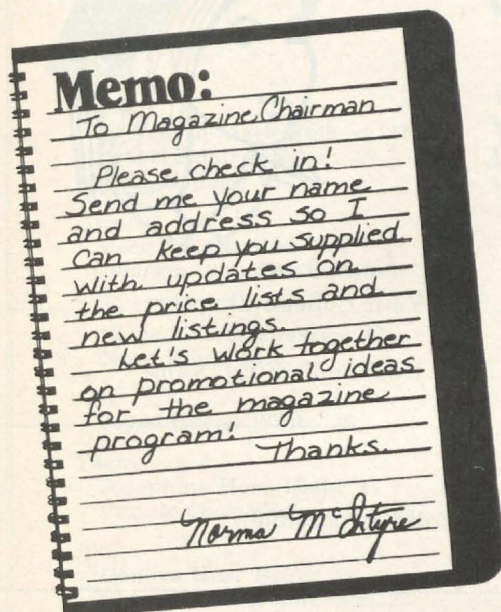 Memo:
To Magazine Chairman
Please check in!
Send me your name
and address so I
can keep you supplied
with updates on
the price lists and
new listings.
Let's work together
on promotional ideas
for the magazine
program!
Thanks.
Norma McIntyre